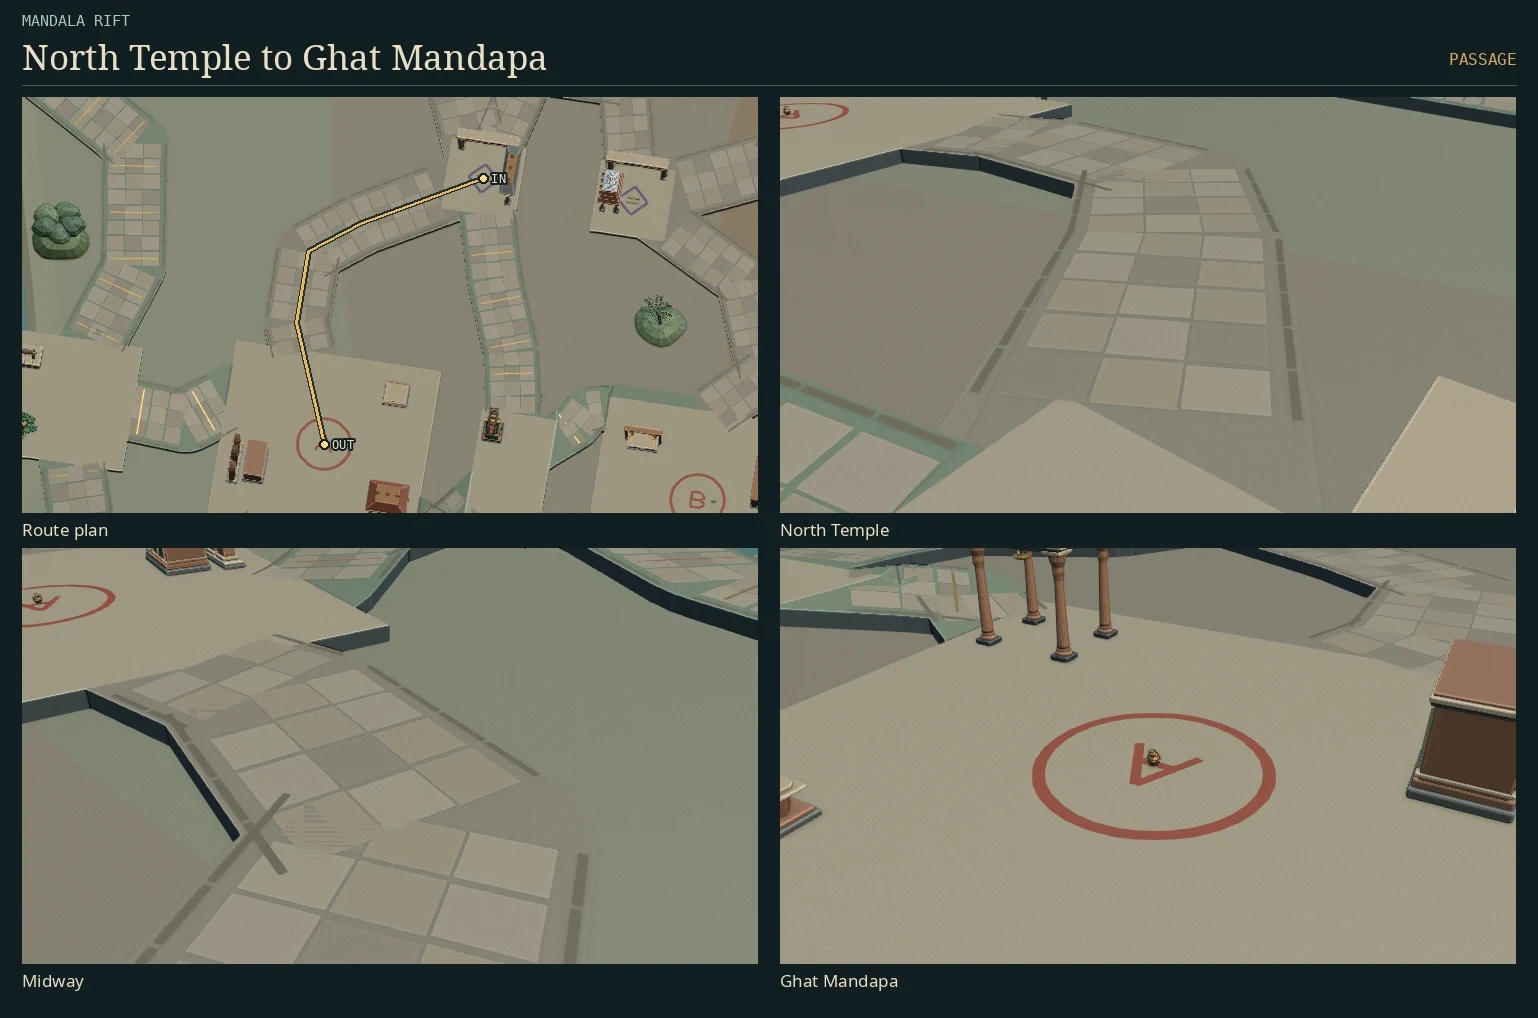 MANDALA RIFT
North Temple to Ghat Mandapa
PASSAGE
IN
OUT
B
Route plan
A
North Temple
A
Midway
A
Ghat Mandapa